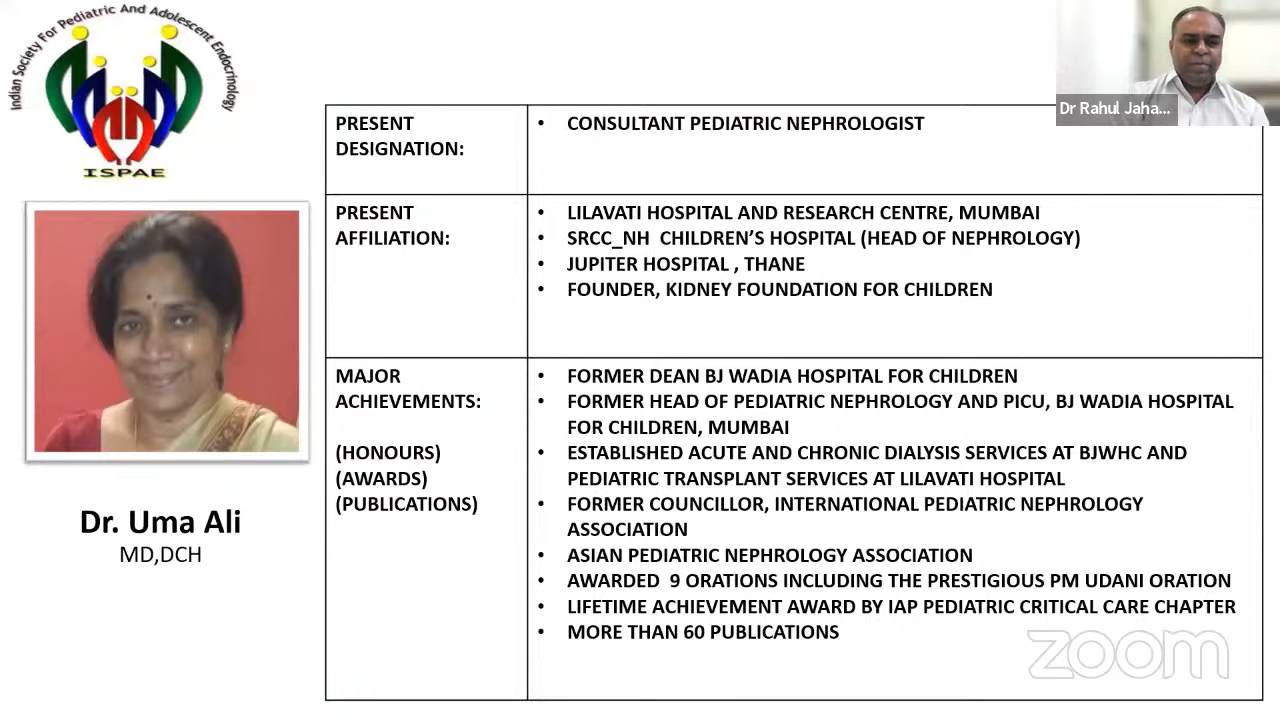 Indian Society For Pediatric And Adolescent Endocrinology
ISPAE
Dr Rahul Jaha...
PRESENT
DESIGNATION:
• CONSULTANT PEDIATRIC NEPHROLOGIST
PRESENT
AFFILIATION:
• LILAVATI HOSPITAL AND RESEARCH CENTRE, MUMBAI
• SRCC_NH CHILDREN’S HOSPITAL (HEAD OF NEPHROLOGY)
• JUPITER HOSPITAL , THANE
• FOUNDER, KIDNEY FOUNDATION FOR CHILDREN
MAJOR
ACHIEVEMENTS:
(HONOURS)
(AWARDS)
(PUBLICATIONS)
• FORMER DEAN BJ WADIA HOSPITAL FOR CHILDREN
• FORMER HEAD OF PEDIATRIC NEPHROLOGY AND PICU, BJ WADIA HOSPITAL
FOR CHILDREN, MUMBAI
• ESTABLISHED ACUTE AND CHRONIC DIALYSIS SERVICES AT BJWHC AND
PEDIATRIC TRANSPLANT SERVICES AT LILAVATI HOSPITAL
• FORMER COUNCILLOR, INTERNATIONAL PEDIATRIC NEPHROLOGY
ASSOCIATION
• ASIAN PEDIATRIC NEPHROLOGY ASSOCIATION
• AWARDED 9 ORATIONS INCLUDING THE PRESTIGIOUS PM UDANI ORATION
• LIFETIME ACHIEVEMENT AWARD BY IAP PEDIATRIC CRITICAL CARE CHAPTER
• MORE THAN 60 PUBLICATIONS
Dr. Uma Ali
MD,DCH
zoom